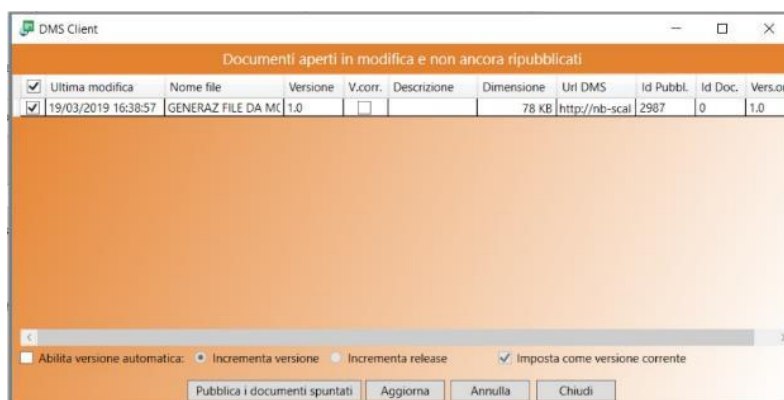 DMS Client
Documenti aperti in modifica e non ancora ripubblicati
Ultima modifica Nome file Versione V.corr. Descrizione Dimensione Url DMS Id Pubbl. Id Doc. Vers.or
19/03/2019 16:38:57 GENERAZ FILE DA MC 1.0 78 KB http://nb-scal 2987 0 1.0
Abilita versione automatica: Incrementa versione Incrementa release Imposta come versione corrente
Pubblica i documenti spuntati Aggiorna Annulla Chiudi